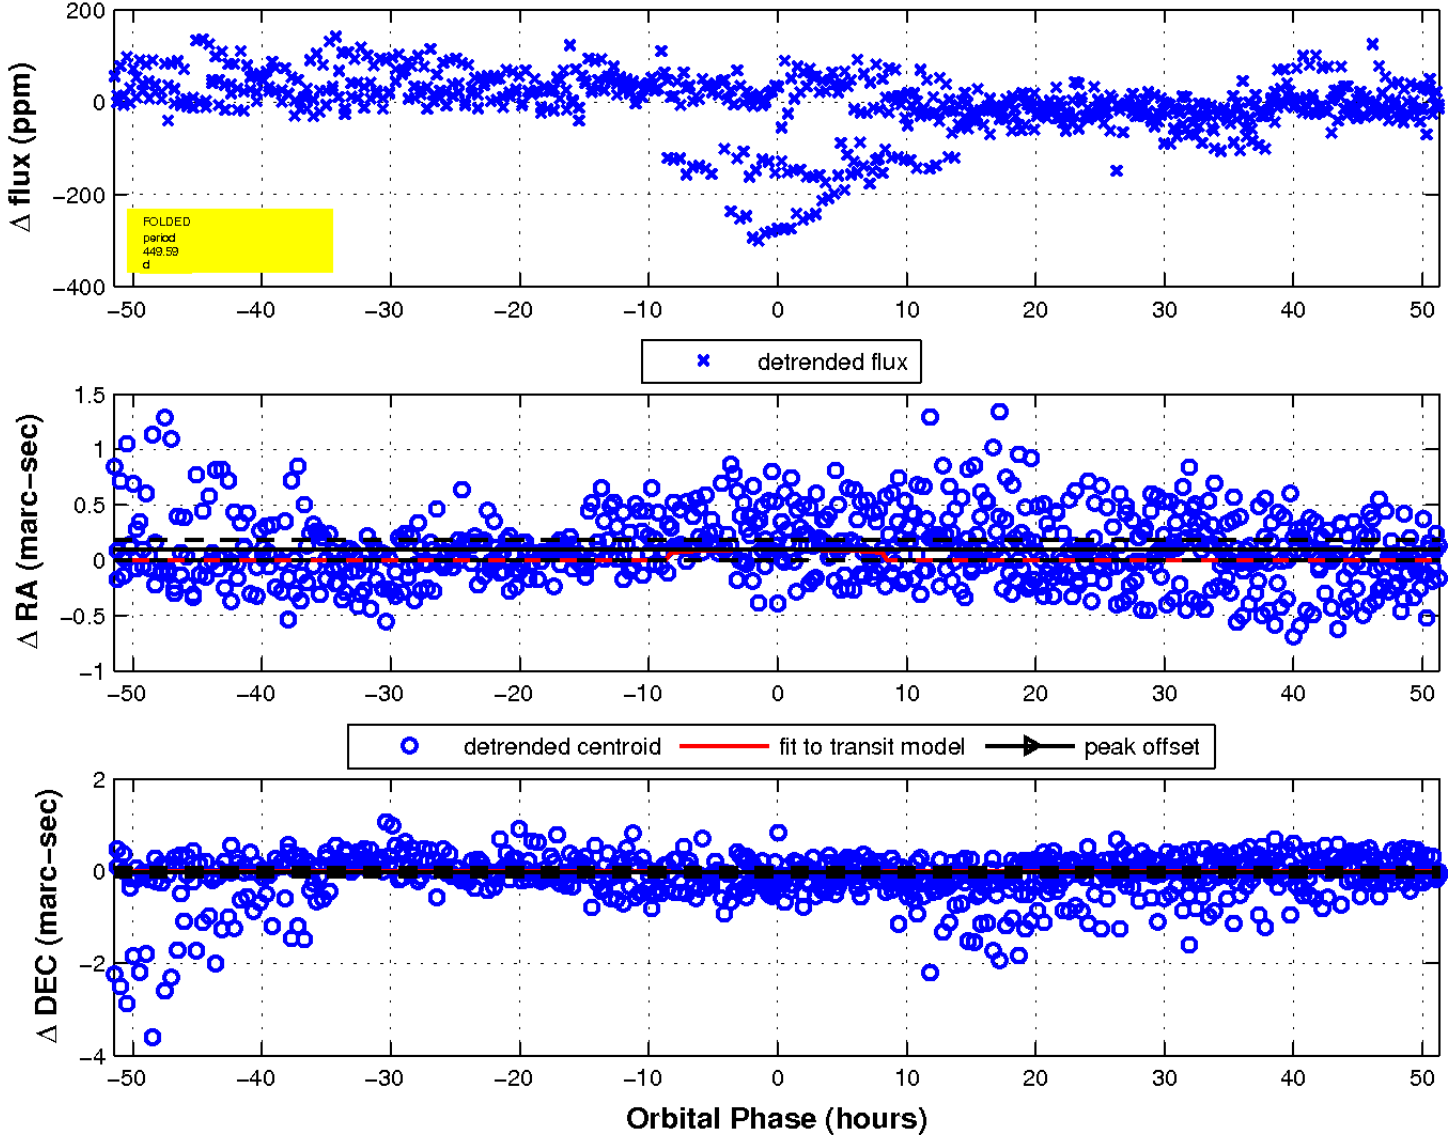 200
100
0
−100
−200
−400
Δ flux (ppm)
FOLDED
period
449.59
d
−50 −40 −30 −20 −10 0 10 20 30 40 50
detrended flux
1.5
1
0.5
0
−0.5
−1
Δ RA (marc−sec)
−50 −40 −30 −20 −10 0 10 20 30 40 50
detrended centroid fit to transit model peak offset
2
0
−2
−4
Δ DEC (marc−sec)
−50 −40 −30 −20 −10 0 10 20 30 40 50
Orbital Phase (hours)